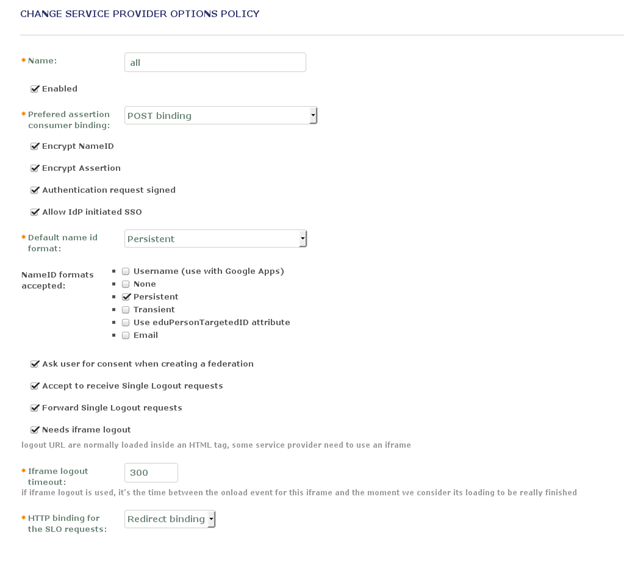 CHANGE SERVICE PROVIDER OPTIONS POLICY
* Name: all
Enabled
* Prefered assertion
consumer binding: POST binding
Encrypt NameID
Encrypt Assertion
Authentication request signed
Allow IdP initiated SSO
* Default name id
format: Persistent
NameID formats
accepted:
Username (use with Google Apps)
None
Persistent
Transient
Use eduPersonTargetedID attribute
Email
Ask user for consent when creating a federation
Accept to receive Single Logout requests
Forward Single Logout requests
Needs iframe logout
logout URL are normally loaded inside an HTML tag, some service provider need to use an iframe
* Iframe logout
timeout: 300
if iframe logout is used, it's the time between the onload event for this iframe and the moment we consider its loading to be really finished
* HTTP binding for
the SLO requests: Redirect binding